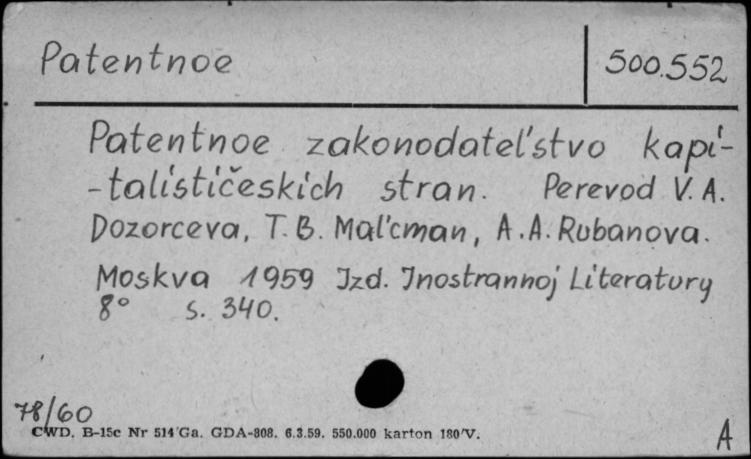 Patentnoe 500.552
Patentnoe zakonodatel'stvo kapi-
-talističeskich stran. Perevod V. A.
Dozorceva, T. B. Mal'cman, A. A. Rubanova.
Moskva 1959 Izd. Inostrannoj Literatury
8° s. 340.
78/60
CWD. B-15c Nr 514 Ga. GDA-808. 6.3.59. 550.000 karton 180/V.
A